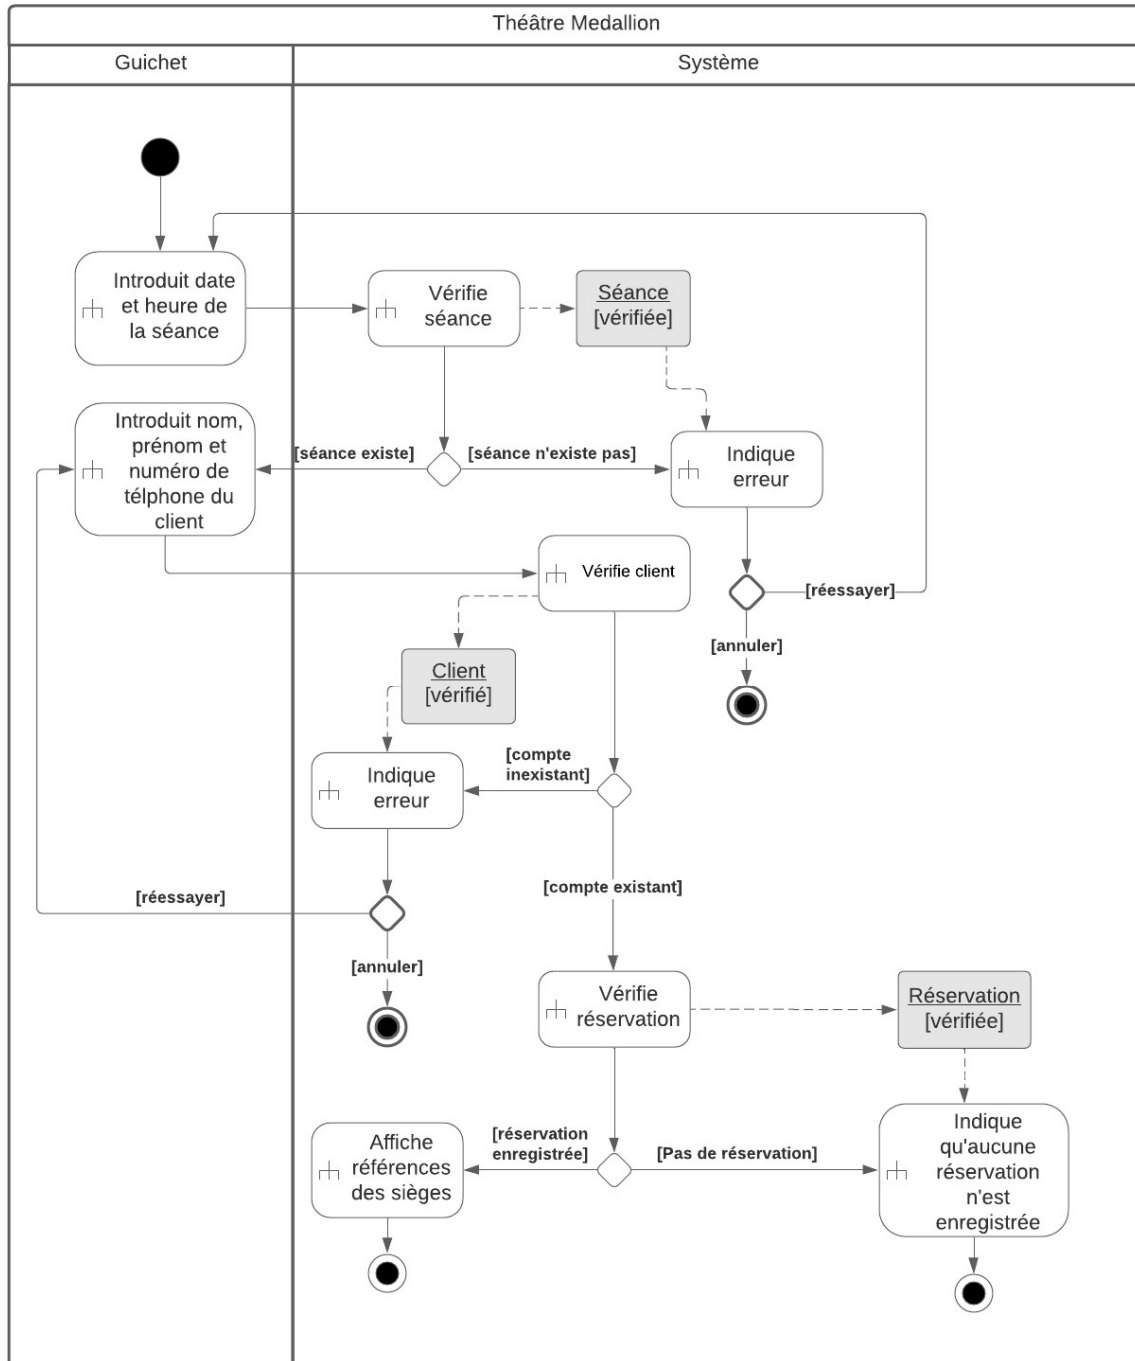 Théâtre Medallion
Guichet
Système
Introduit date
et heure de
la séance
Vérifie
séance
Séance
[vérifiée]
Introduit nom,
prénom et
numéro de
télphone du
client
[séance existe]
[séance n'existe pas]
Indique
erreur
Vérifie client
[réessayer]
[annuler]
Client
[vérifié]
[compte
inexistant]
Indique
erreur
[compte existant]
[réessayer]
[annuler]
Vérifie
réservation
Réservation
[vérifiée]
[réservation
enregistrée]
[Pas de réservation]
Affiche
références
des sièges
Indique
qu'aucune
réservation
n'est
enregistrée